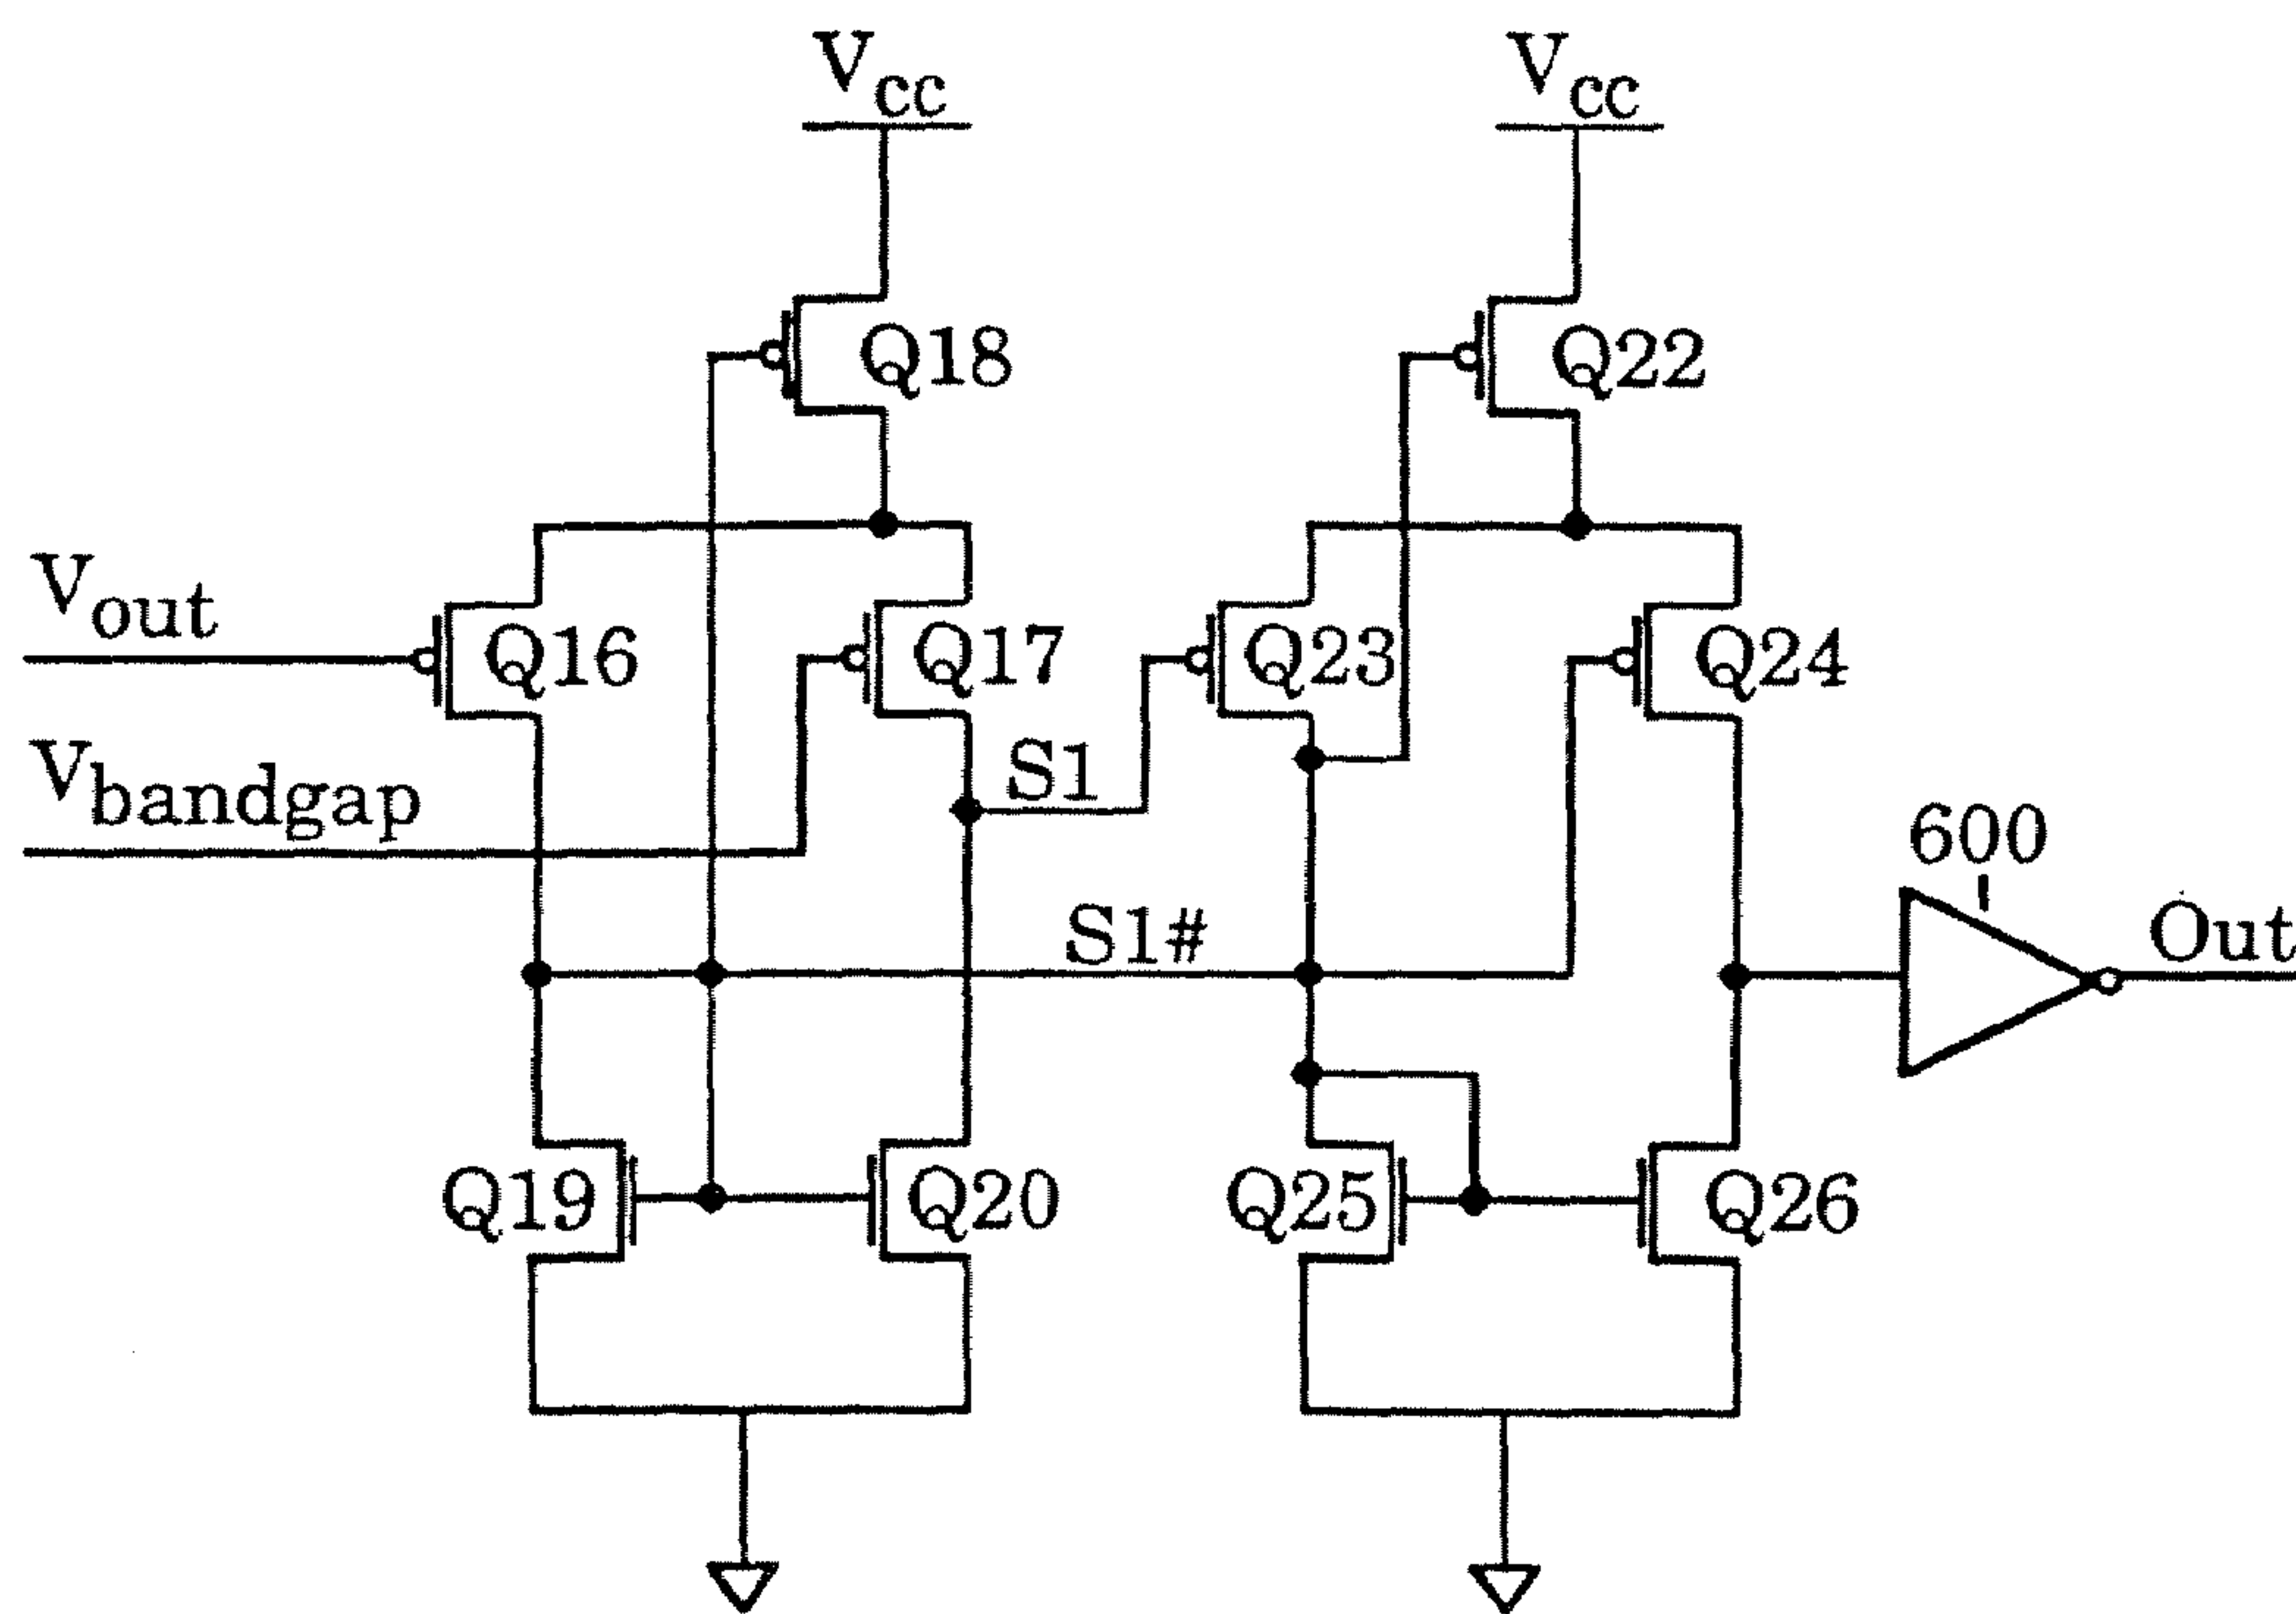 Vcc
Vcc
Q18
Q22
Vout
Q16
Q17
Q23
Q24
Vbandgap
S1
600
S1#
Out
Q19
Q20
Q25
Q26